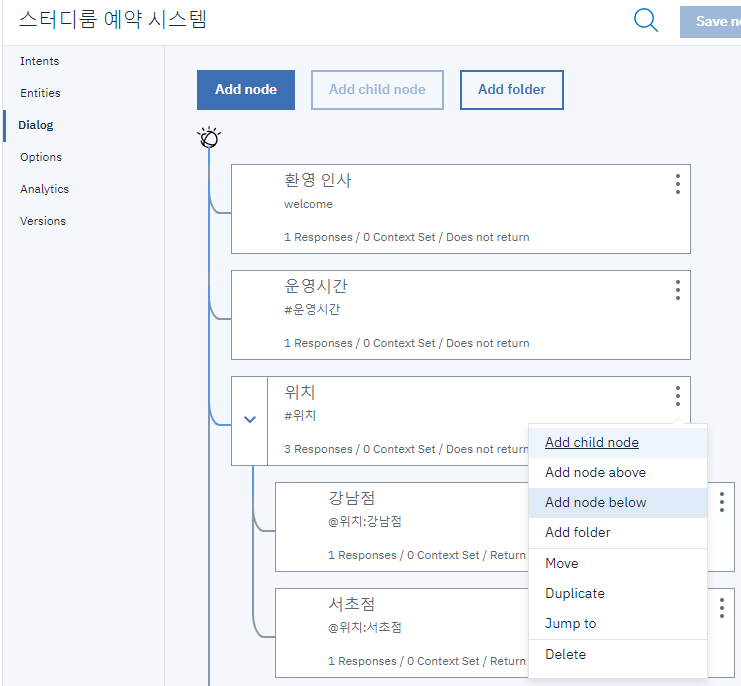 스터디룸 예약 시스템
Save
Intents
Entities
Dialog
Options
Analytics
Versions
Add node
Add child node
Add folder
환영 인사
welcome
1 Responses / 0 Context Set / Does not return
운영시간
#운영시간
1 Responses / 0 Context Set / Does not return
위치
#위치
3 Responses / 0 Context Set / Does not return
Add child node
Add node above
Add node below
Add folder
Move
Duplicate
Jump to
Delete
강남점
@위치:강남점
1 Responses / 0 Context Set / Return
서초점
@위치:서초점
1 Responses / 0 Context Set / Return